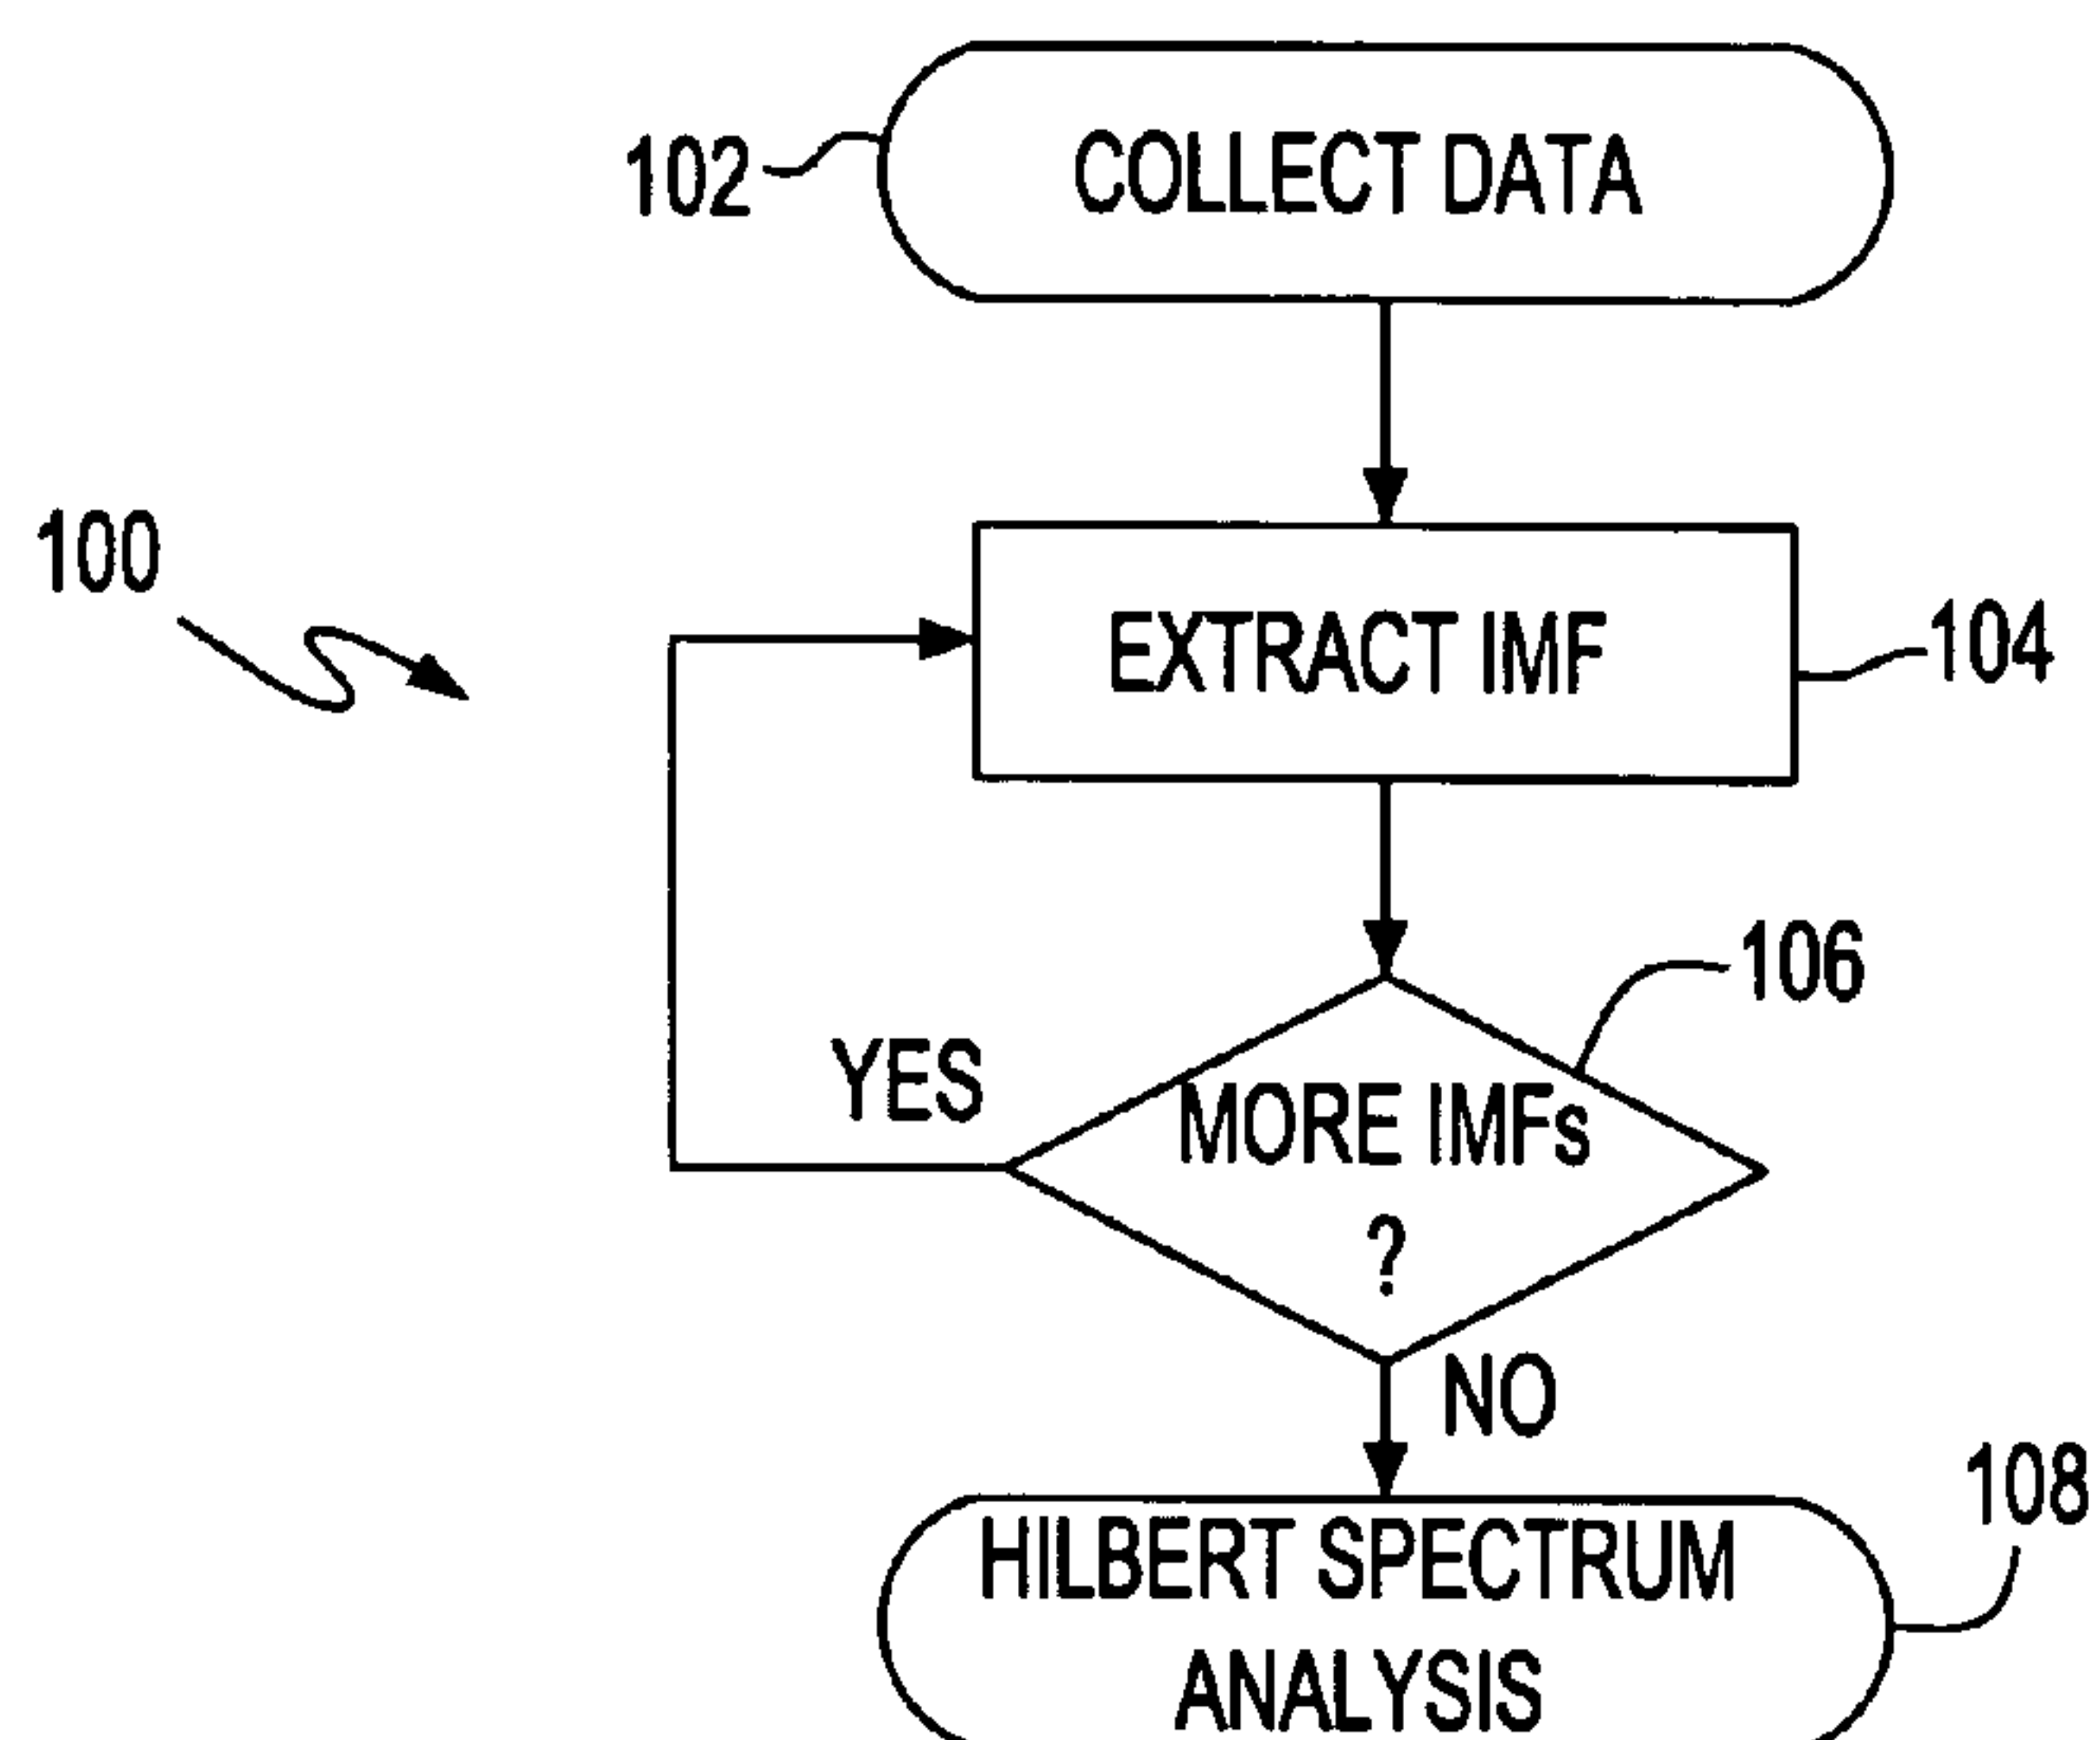 102
COLLECT DATA
100
EXTRACT IMF
104
106
YES
MORE IMFs
?
NO
108
HILBERT SPECTRUM
ANALYSIS